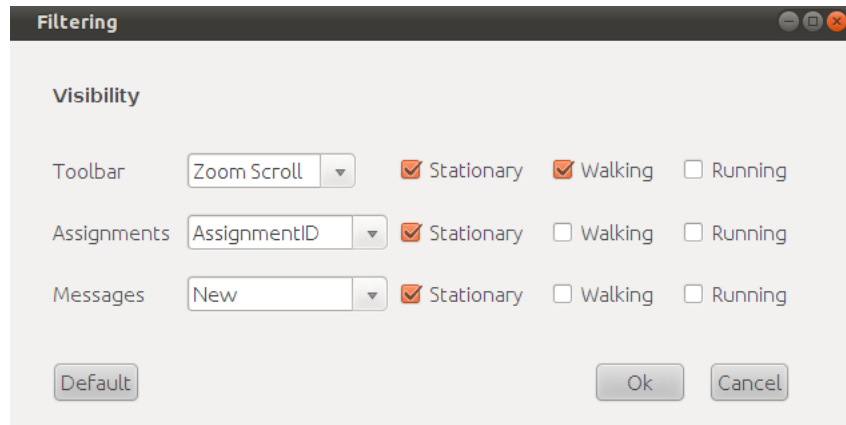 Filtering
Visibility
Toolbar Zoom Scroll Stationary Walking Running
Assignments AssignmentID Stationary Walking Running
Messages New Stationary Walking Running
Default Ok Cancel